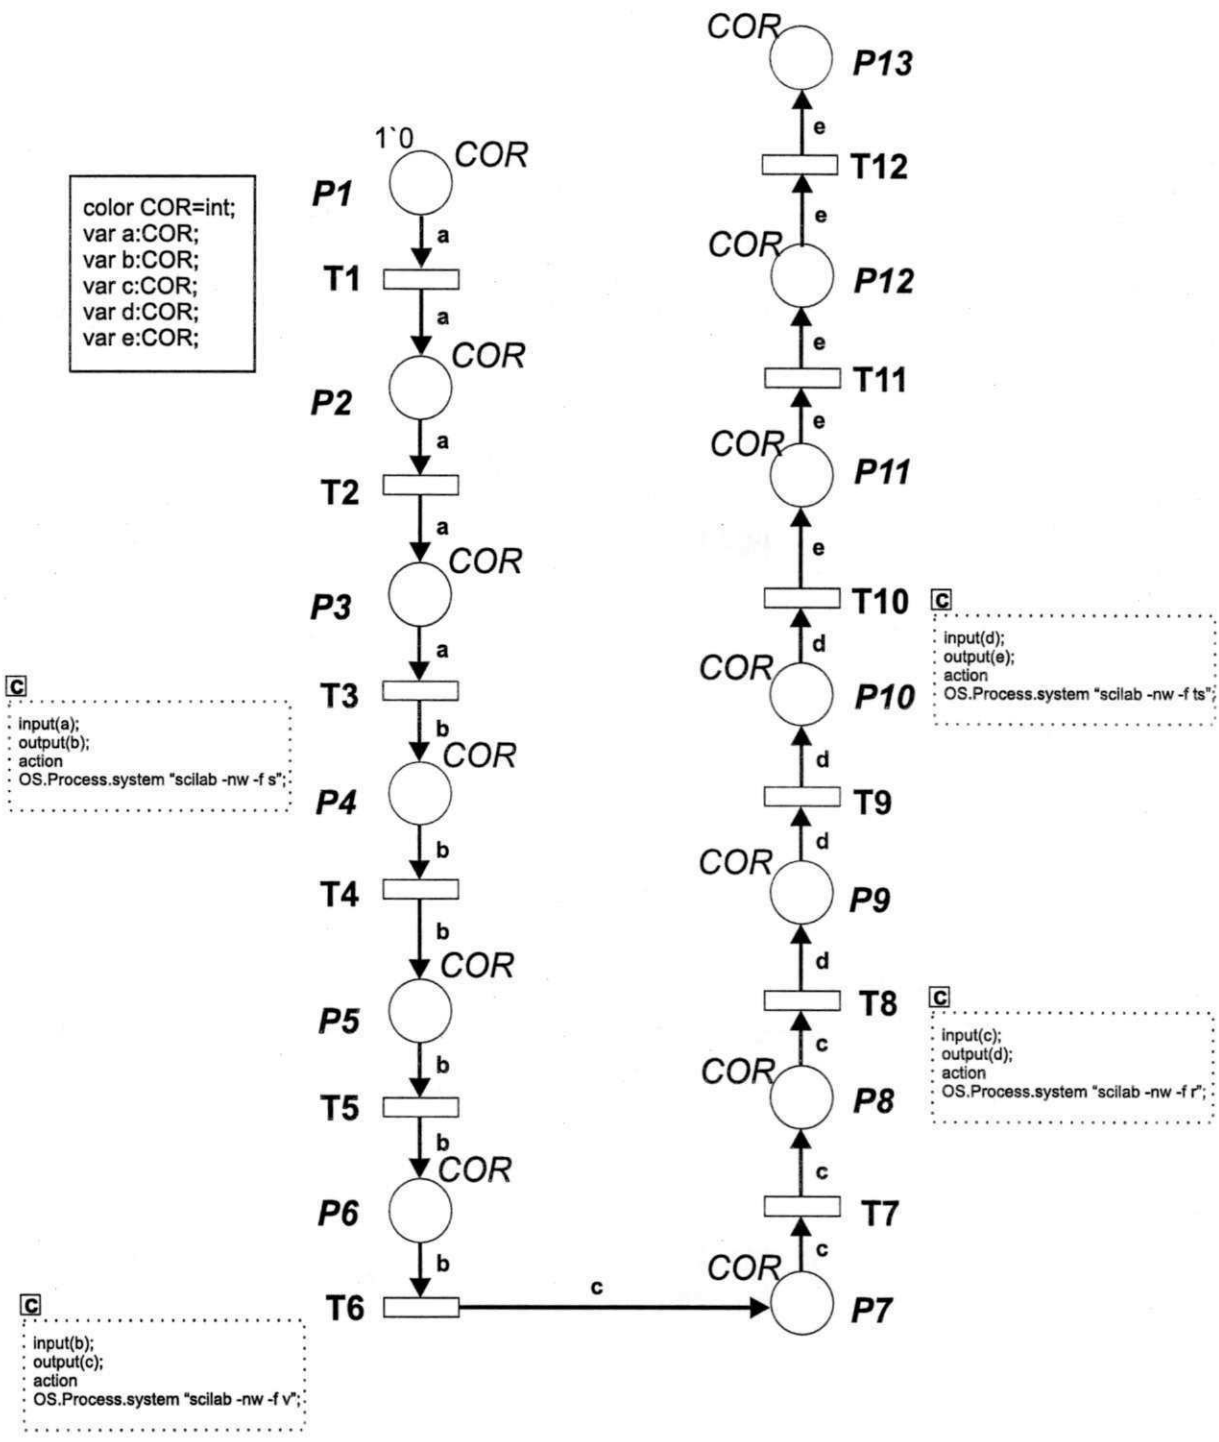 color COR=int;
var a:COR;
var b:COR;
var c:COR;
var d:COR;
var e:COR;
1`0
COR
P1
a
T1
a
COR
P2
a
T2
a
COR
P3
a
T3
C
input(a);
output(b);
action
OS.Process.system “scilab -nw -f s”;
b
COR
P4
b
T4
b
COR
P5
b
T5
b
COR
P6
b
T6
C
input(b);
output(c);
action
OS.Process.system “scilab -nw -f v”;
c
COR
P7
c
T7
c
COR
P8
c
T8
C
input(c);
output(d);
action
OS.Process.system “scilab -nw -f r”;
d
COR
P9
d
T9
d
COR
P10
d
T10
C
input(d);
output(e);
action
OS.Process.system “scilab -nw -f ts”;
e
COR
P11
e
T11
e
COR
P12
e
T12
e
COR
P13